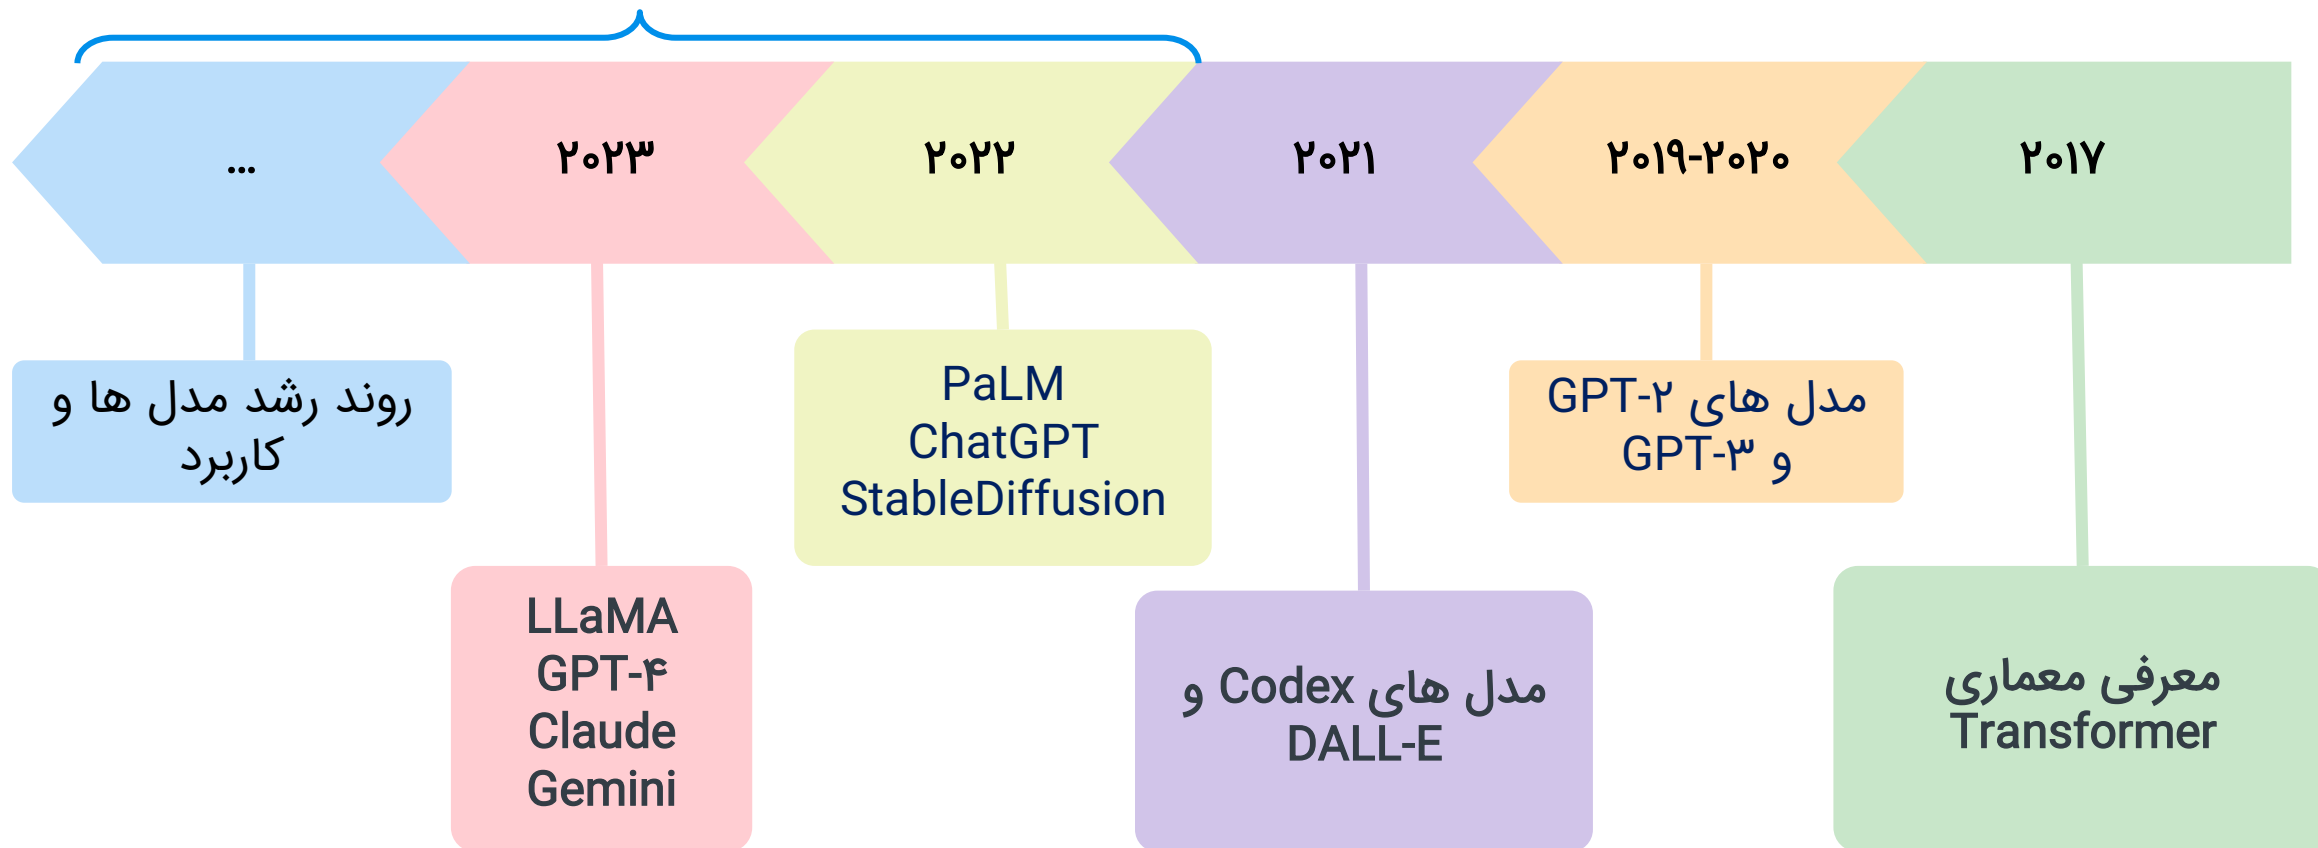 ۲۰۱۷
۲۰۱۹-۲۰۲۰
۲۰۲۱
۲۰۲۲
۲۰۲۳
...
معرفی معماری
Transformer
مدل های GPT-۲
و GPT-۳
مدل های Codex و
DALL-E
PaLM
ChatGPT
StableDiffusion
LLaMA
GPT-۴
Claude
Gemini
روند رشد مدل ها و
کاربرد